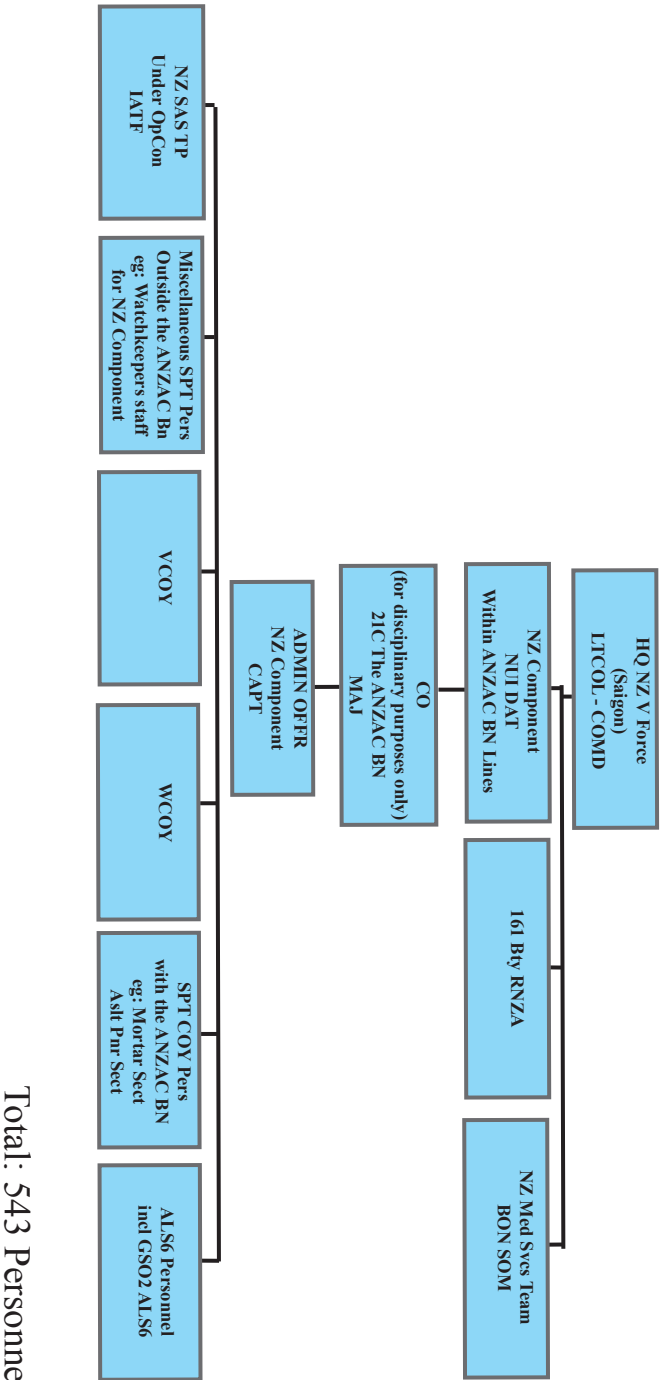 HQ NZ V Force
(Saigon)
LTCOL - COMD
NZ Component
NUI DAT
Within ANZAC BN Lines
161 Bty RNZA
NZ Med Svcs Team
BON SOM
CO
(for disciplinary purposes only)
21C The ANZAC BN
MAJ
ADMIN OFFR
NZ Component
CAPT
NZ SAS TP
Under OpCon
IATF
Miscellaneous SPT Pers
Outside the ANZAC Bn
eg: Watchkeepers staff
for NZ Component
VCOY
WCOY
SPT COY Pers
with the ANZAC BN
eg: Mortar Sect
Aslt Pnr Sect
ALS6 Personnel
incl GSO2 ALS6
Total: 543 Personne